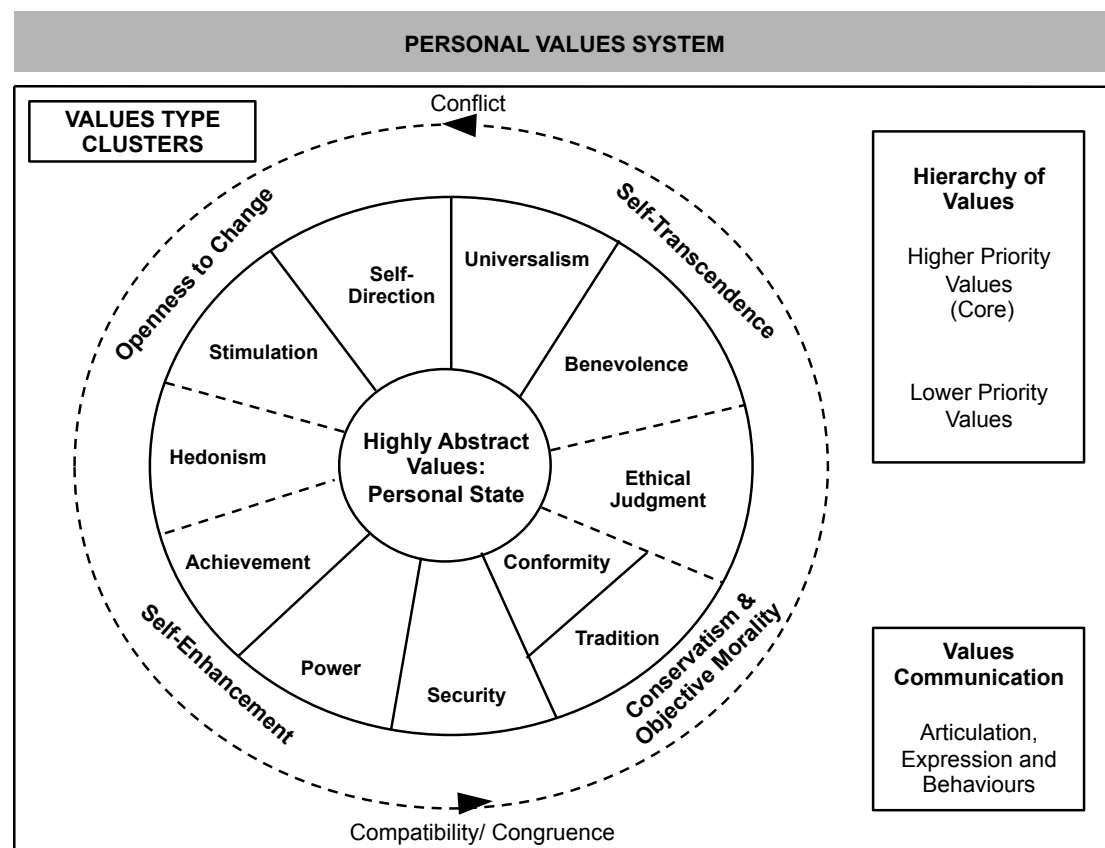 PERSONAL VALUES SYSTEM
VALUES TYPE
CLUSTERS
Conflict
Openness to Change
Self-Transcendence
Self-
Direction
Universalism
Stimulation
Benevolence
Hedonism
Highly Abstract
Values:
Personal State
Ethical
Judgment
Achievement
Conformity
Tradition
Power
Security
Self-Enhancement
Conservatism &
Objective Morality
Compatibility/ Congruence
Hierarchy of
Values
Higher Priority
Values
(Core)
Lower Priority
Values
Values
Communication
Articulation,
Expression and
Behaviours